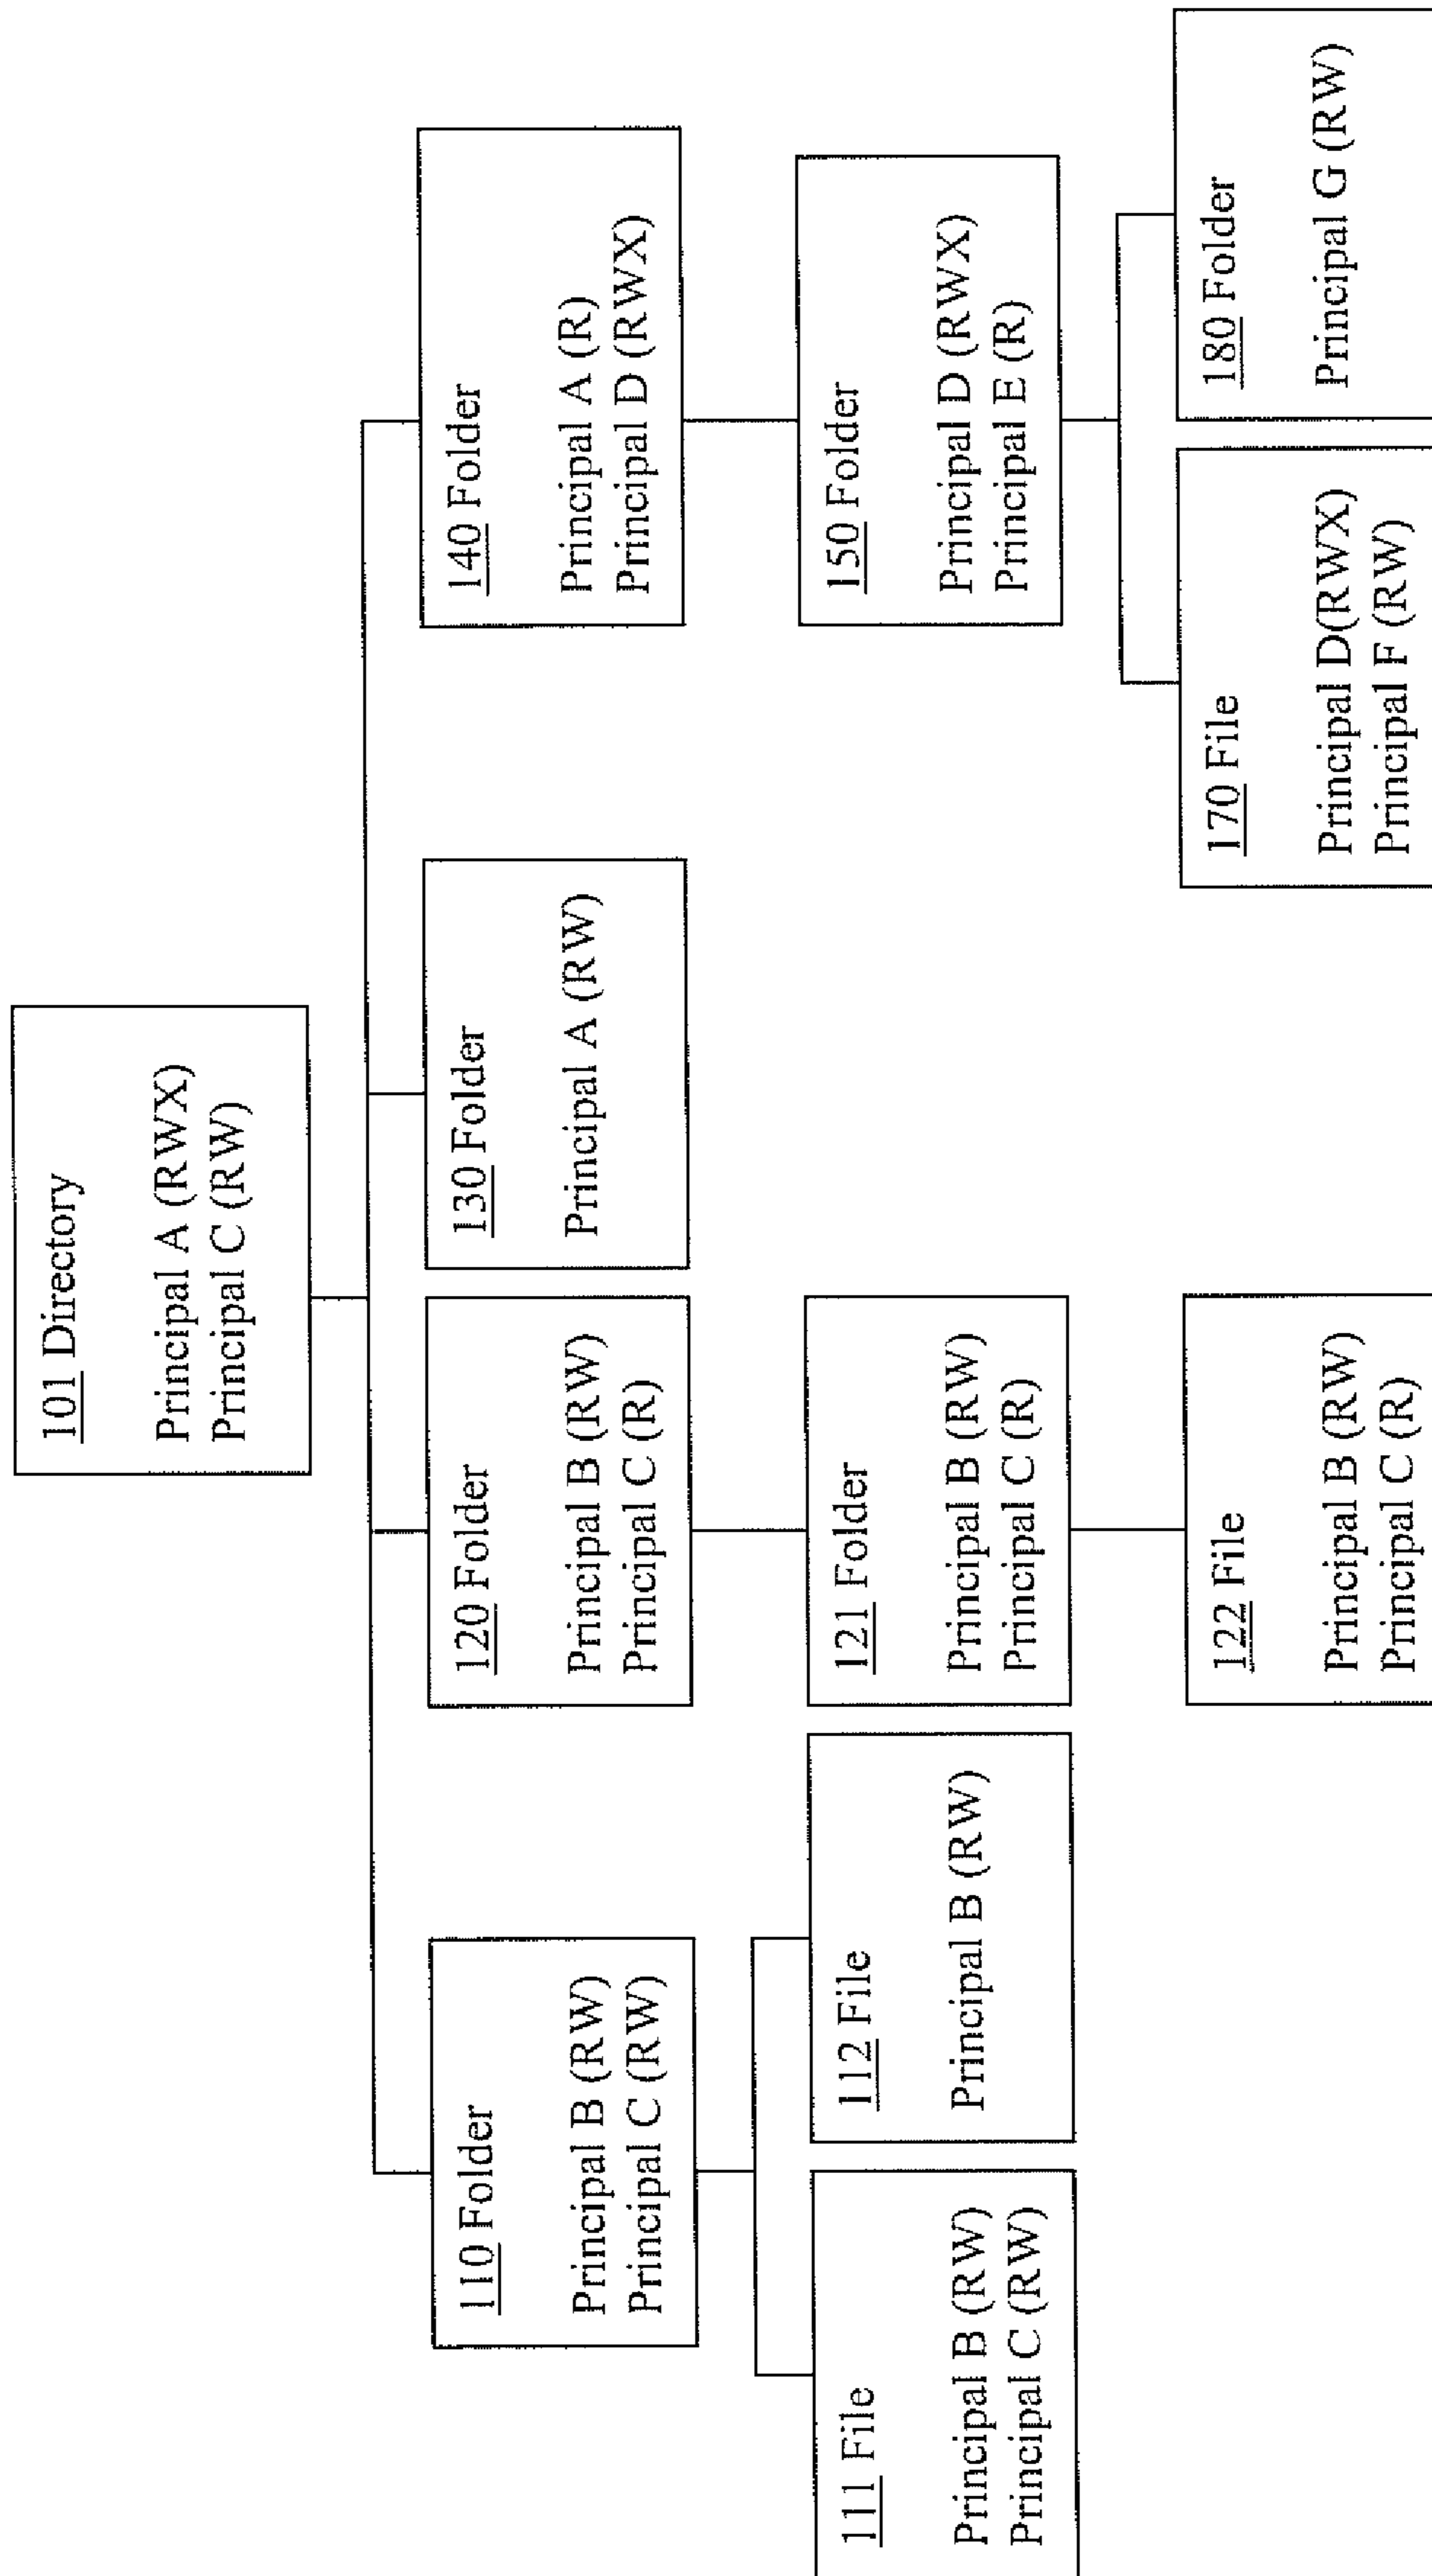 101 Directory
Principal A (RWX)
Principal C (RW)
110 Folder
Principal B (RW)
Principal C (RW)
120 Folder
Principal B (RW)
Principal C (R)
130 Folder
Principal A (RW)
140 Folder
Principal A (R)
Principal D (RWX)
111 File
Principal B (RW)
Principal C (RW)
112 File
Principal B (RW)
121 Folder
Principal B (RW)
Principal C (R)
150 Folder
Principal D (RWX)
Principal E (R)
122 File
Principal B (RW)
Principal C (R)
170 File
Principal D(RWX)
Principal F (RW)
180 Folder
Principal G (RW)